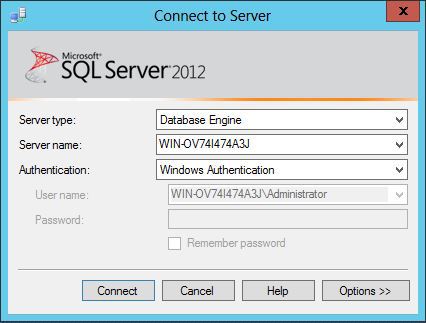 Connect to Server
Microsoft
SQL Server 2012
Server type: Database Engine
Server name: WIN-OV74I474A3J
Authentication: Windows Authentication
User name: WIN-OV74I474A3J\Administrator
Password:
Remember password
Connect Cancel Help Options >>